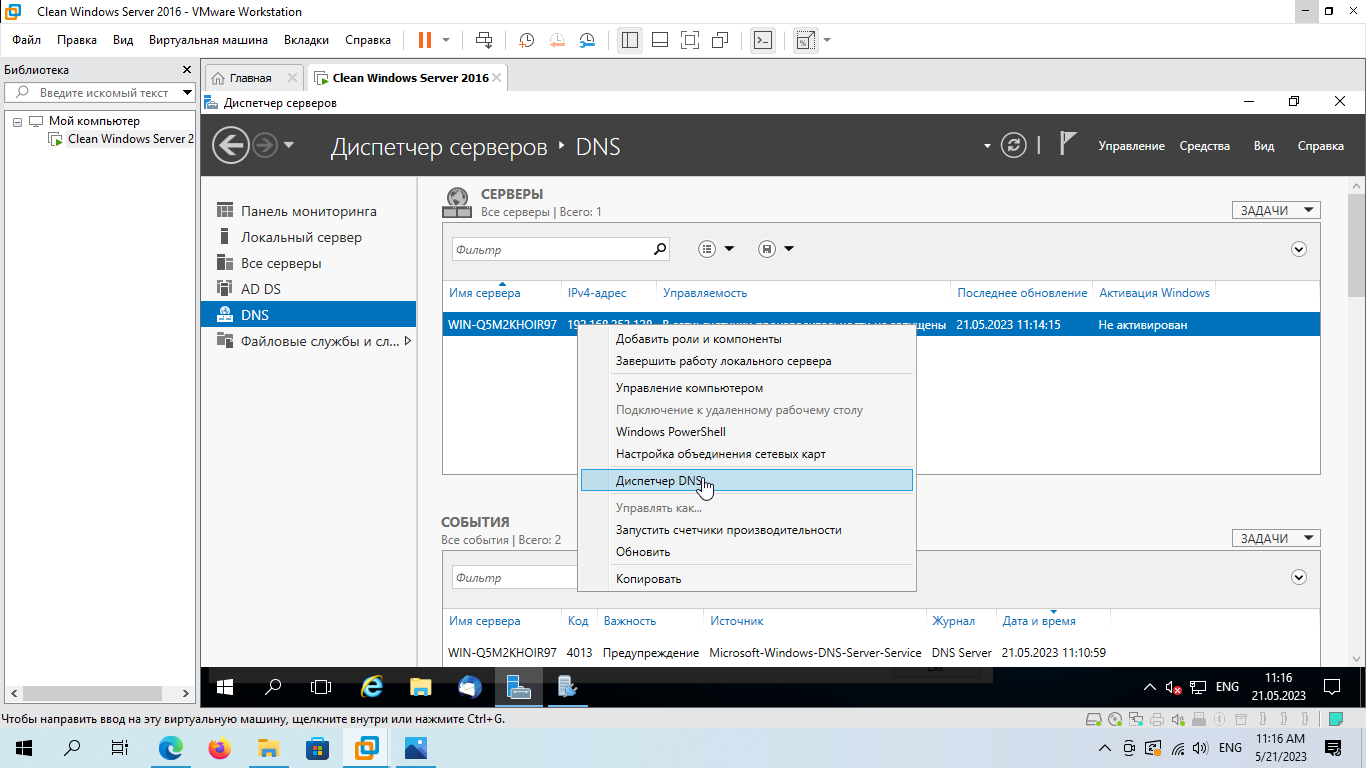 Clean Windows Server 2016 - VMware Workstation
Файл Правка Вид Виртуальная машина Вкладки Справка
Библиотека
Введите искомый текст
Мой компьютер
Clean Windows Server 2
Главная
Clean Windows Server 2016
Диспетчер серверов
Диспетчер серверов DNS
Управление Средства Вид Справка
Панель мониторинга
Локальный сервер
Все серверы
AD DS
DNS
Файловые службы и сл...
СЕРВЕРЫ
Все серверы | Всего: 1
ЗАДАЧИ
Фильтр
Имя сервера IPv4-адрес Управляемость Последнее обновление Активация Windows
WIN-Q5M2KHOIR97 21.05.2023 11:14:15 Не активирован
Добавить роли и компоненты
Завершить работу локального сервера
Управление компьютером
Подключение к удаленному рабочему столу
Windows PowerShell
Настройка объединения сетевых карт
Диспетчер DNS
Управлять как...
Запустить счетчики производительности
Обновить
Копировать
СОБЫТИЯ
Все события | Всего: 2
ЗАДАЧИ
Фильтр
Имя сервера Код Важность Источник Журнал Дата и время
WIN-Q5M2KHOIR97 4013 Предупреждение Microsoft-Windows-DNS-Server-Service DNS Server 21.05.2023 11:10:59
ENG
11:16
21.05.2023
Чтобы направить ввод на эту виртуальную машину, щелкните внутри или нажмите Ctrl+G.
ENG
11:16 AM
5/21/2023